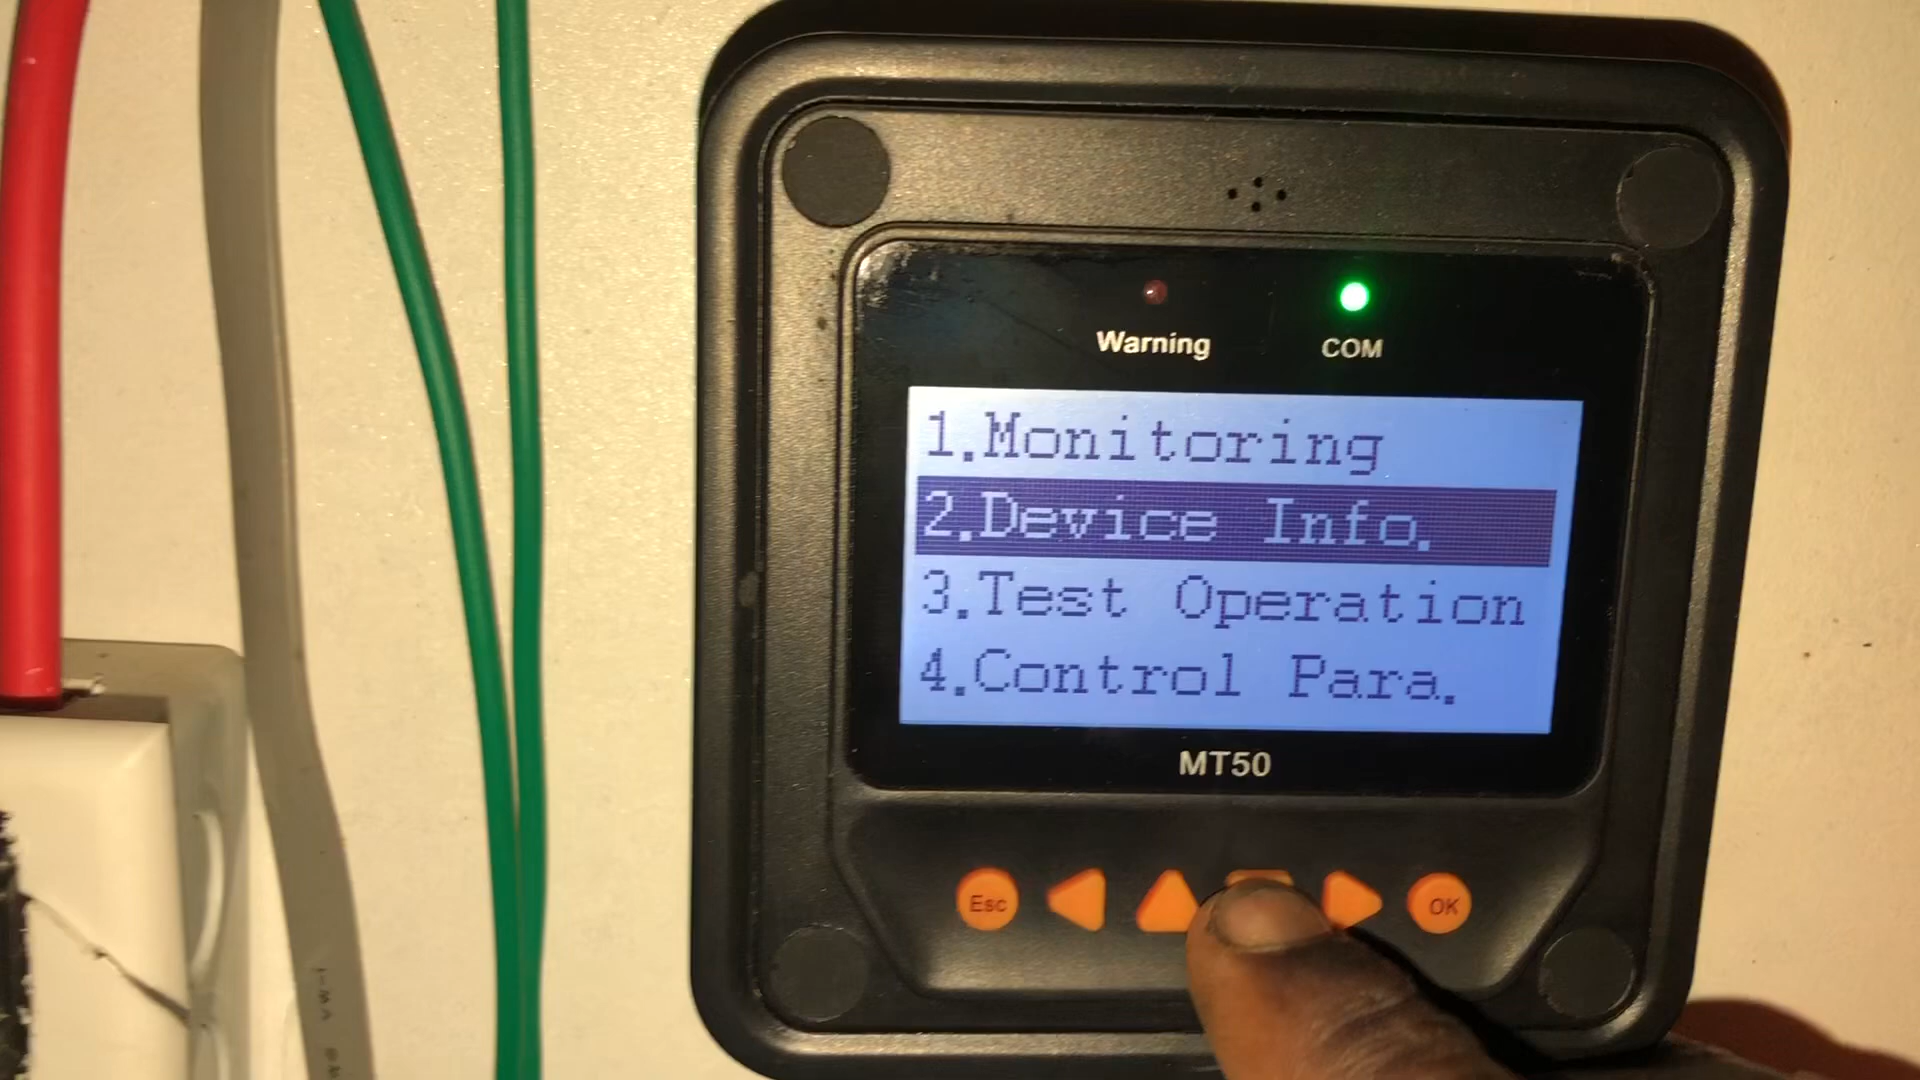 Warning COM
1.Monitoring
2.Device Info.
3.Test Operation
4.Control Para.
MT50
Esc OK